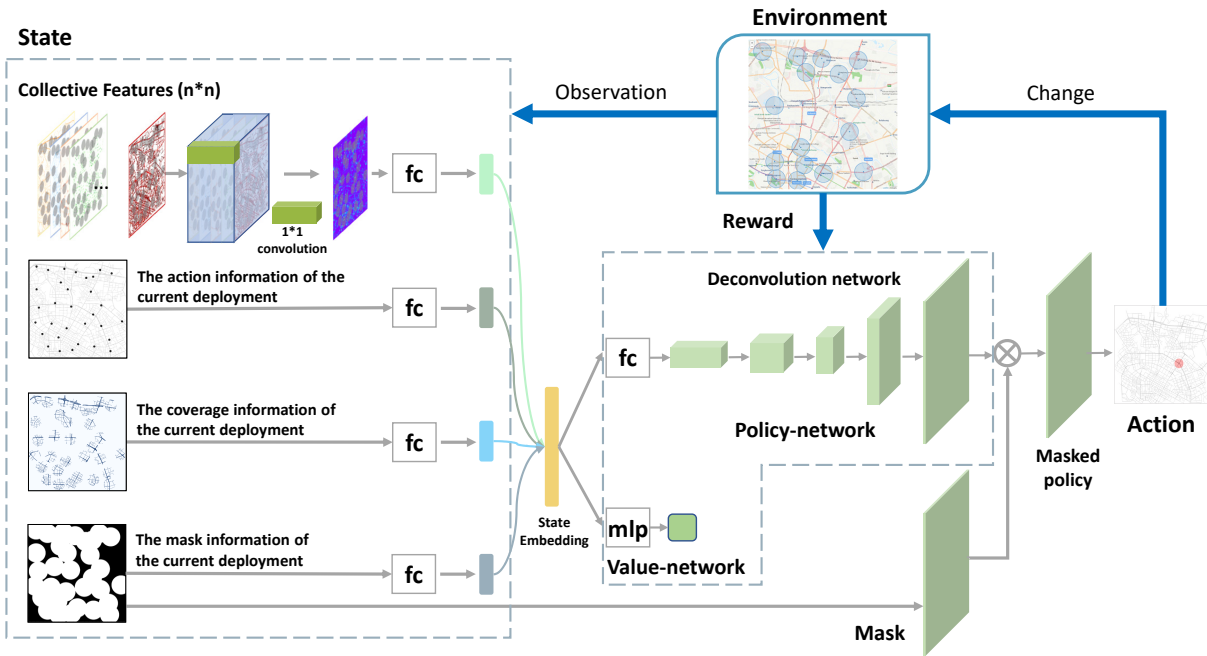 Environment
State
Collective Features (n*n)
Observation
Change
...
fc
1*1
convolution
Reward
The action information of the
current deployment
fc
Deconvolution network
fc
The coverage information of
the current deployment
fc
Policy-network
Action
Masked
policy
State
Embedding
The mask information of
the current deployment
fc
mlp
Value-network
Mask